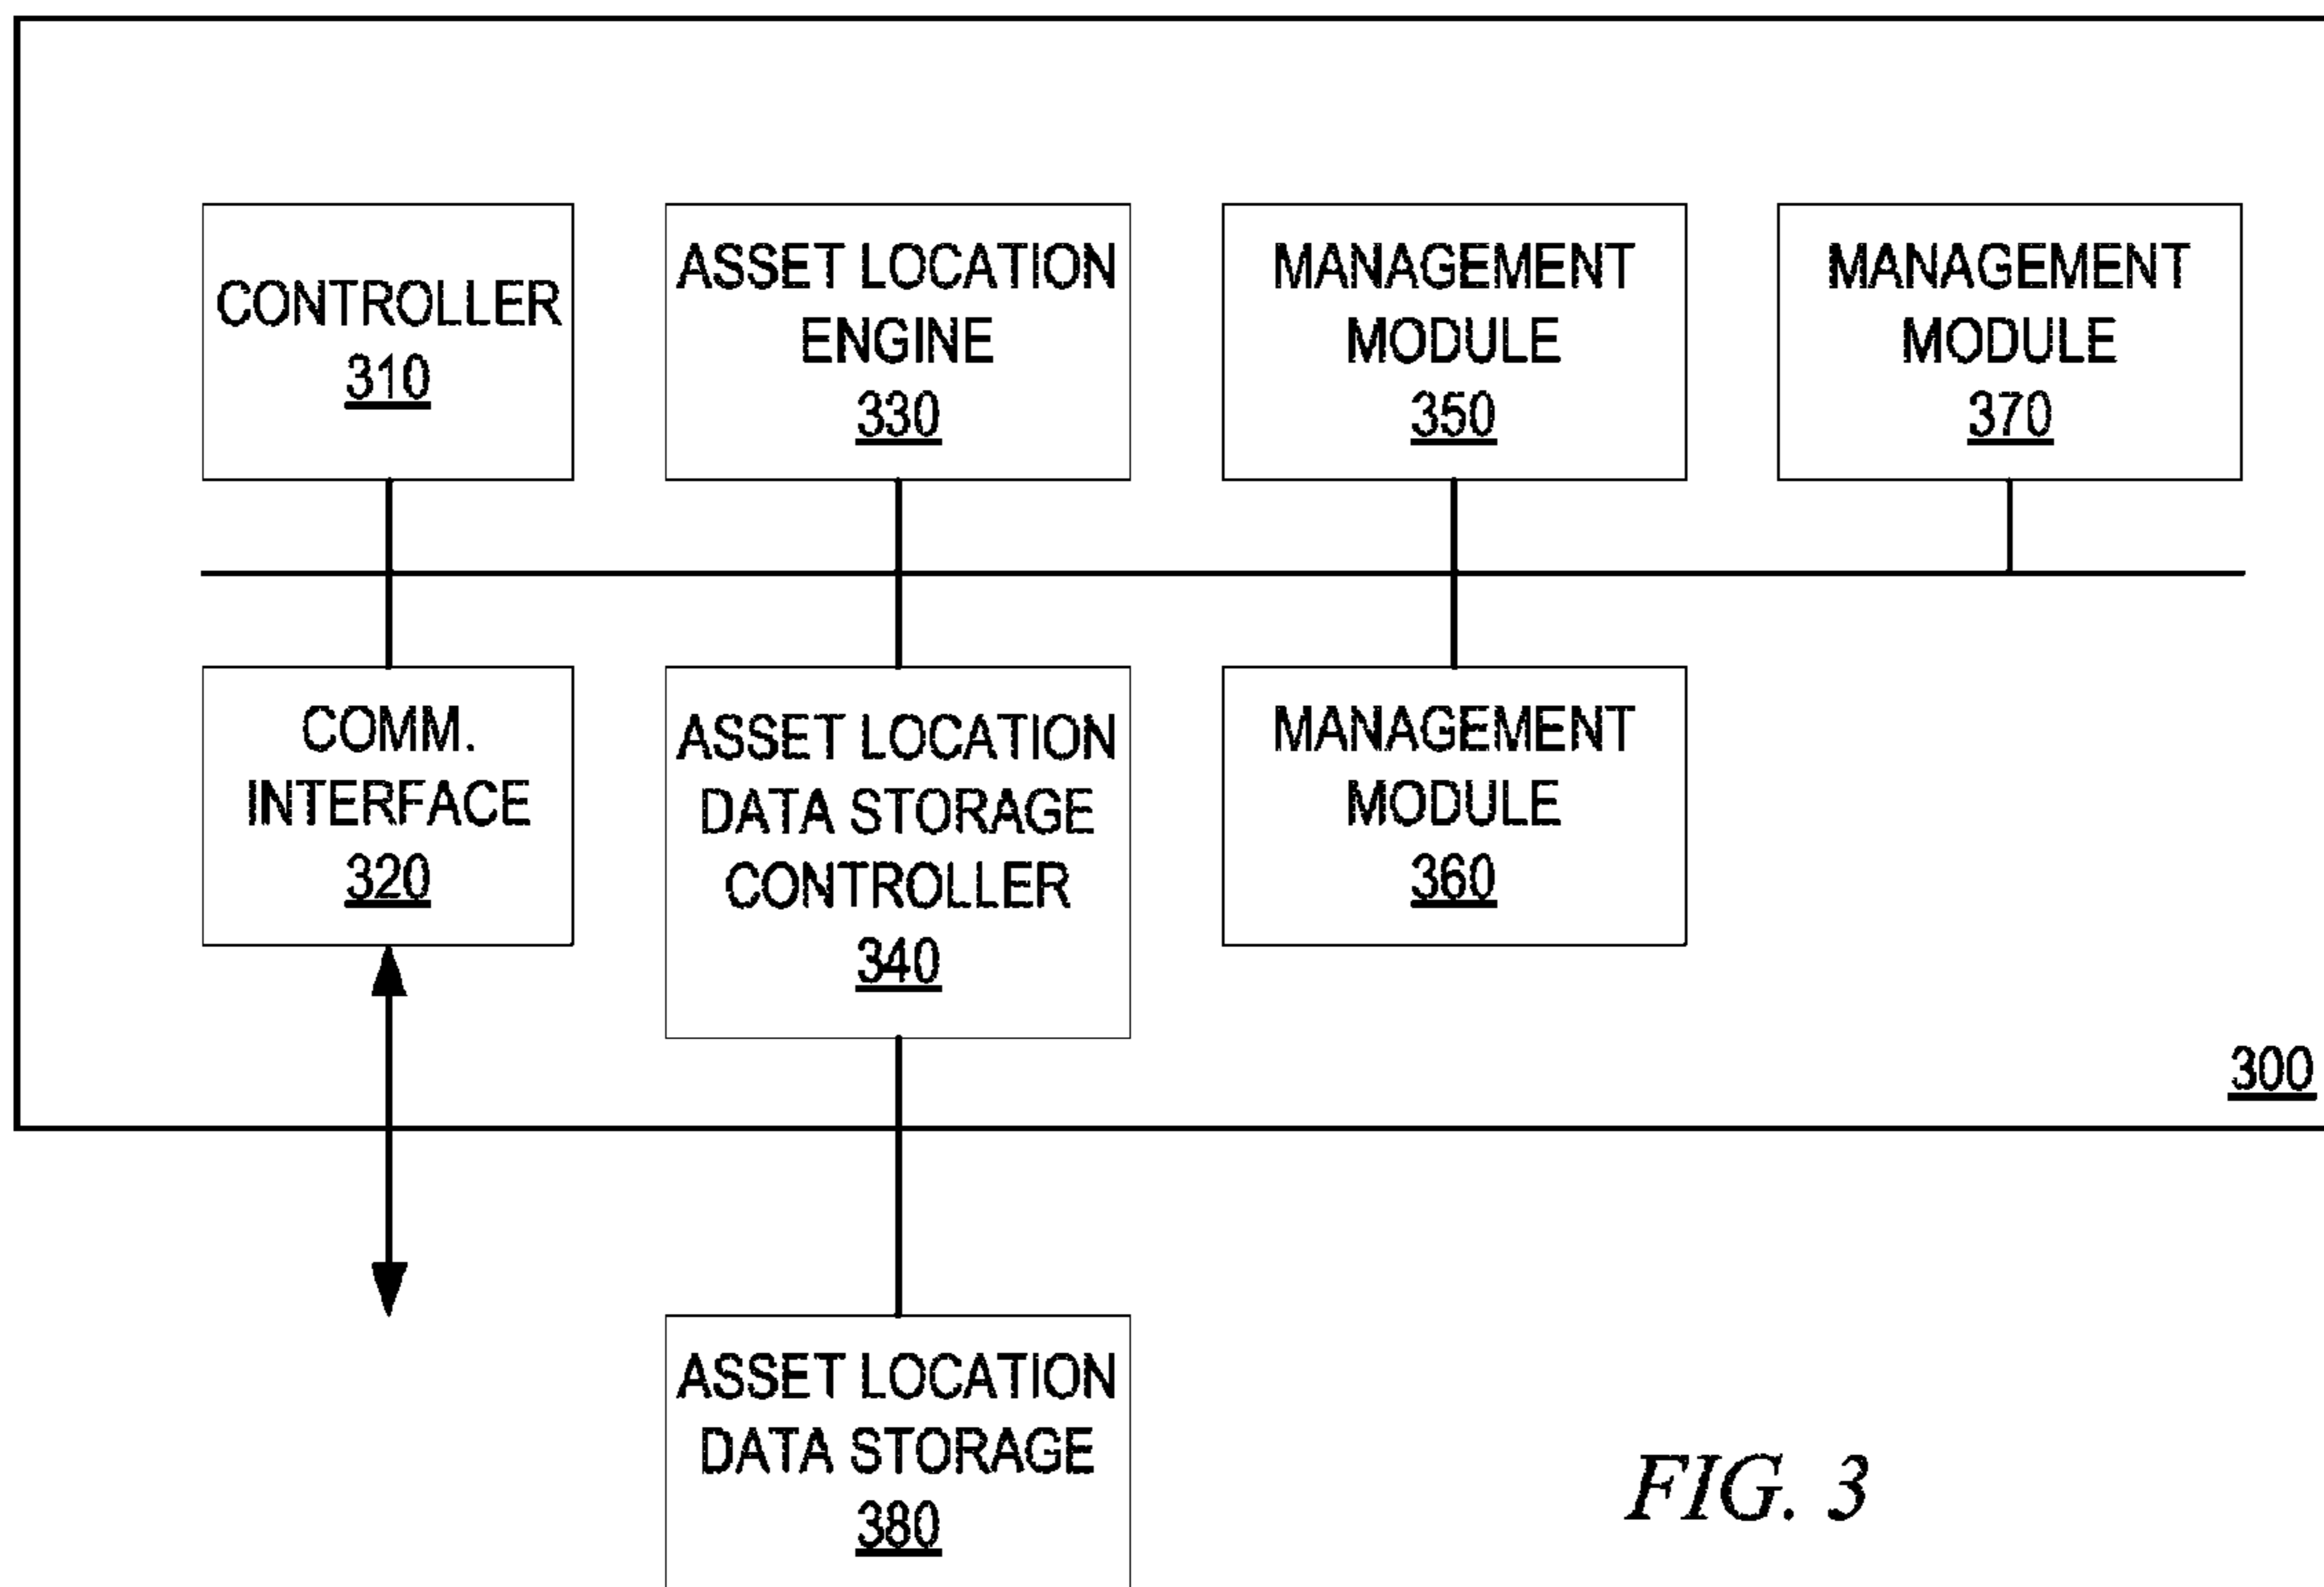 CONTROLLER
310
ASSET LOCATION
ENGINE
330
MANAGEMENT
MODULE
350
MANAGEMENT
MODULE
370
COMM.
INTERFACE
320
ASSET LOCATION
DATA STORAGE
CONTROLLER
340
MANAGEMENT
MODULE
360
300
ASSET LOCATION
DATA STORAGE
380
FIG. 3